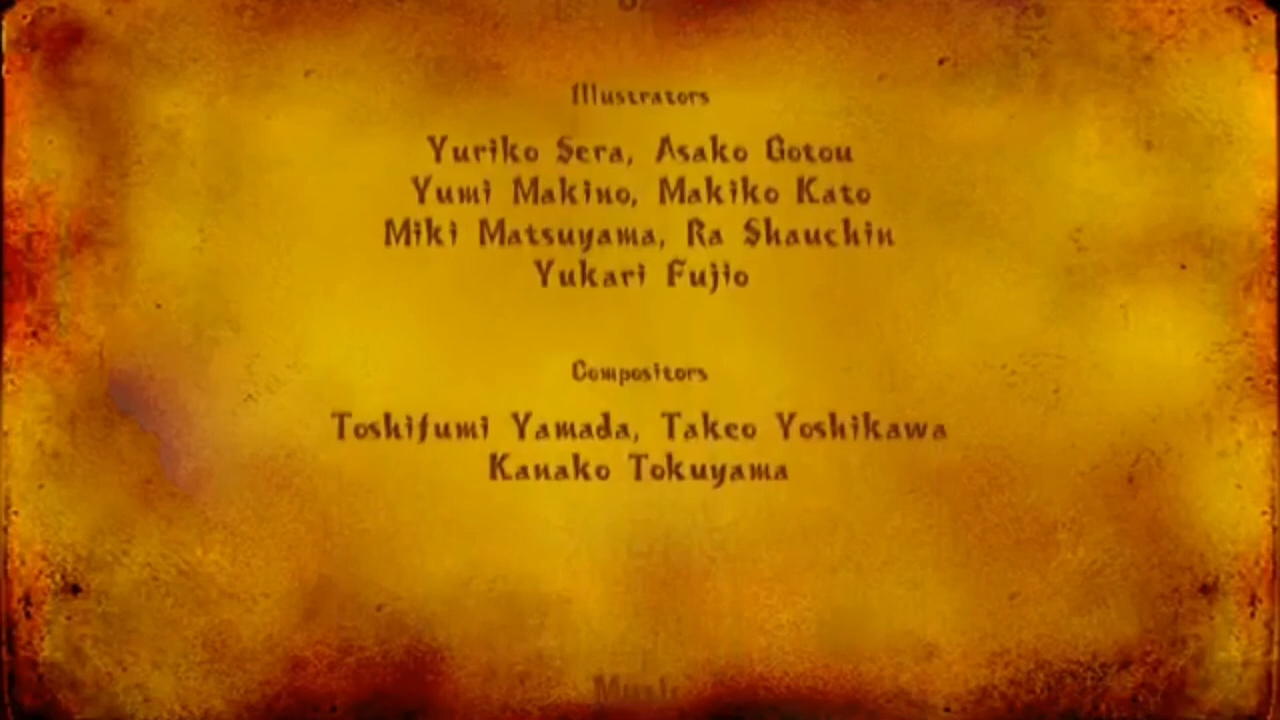 Illustrators
Yuriko Sera, Asako Gotou
Yumi Makino, Makiko Kato
Miki Matsuyama, Ra Shauchin
Yukari Fujio
Compositors
Toshifumi Yamada, Takeo Yoshikawa
Kanako Tokuyama
Music